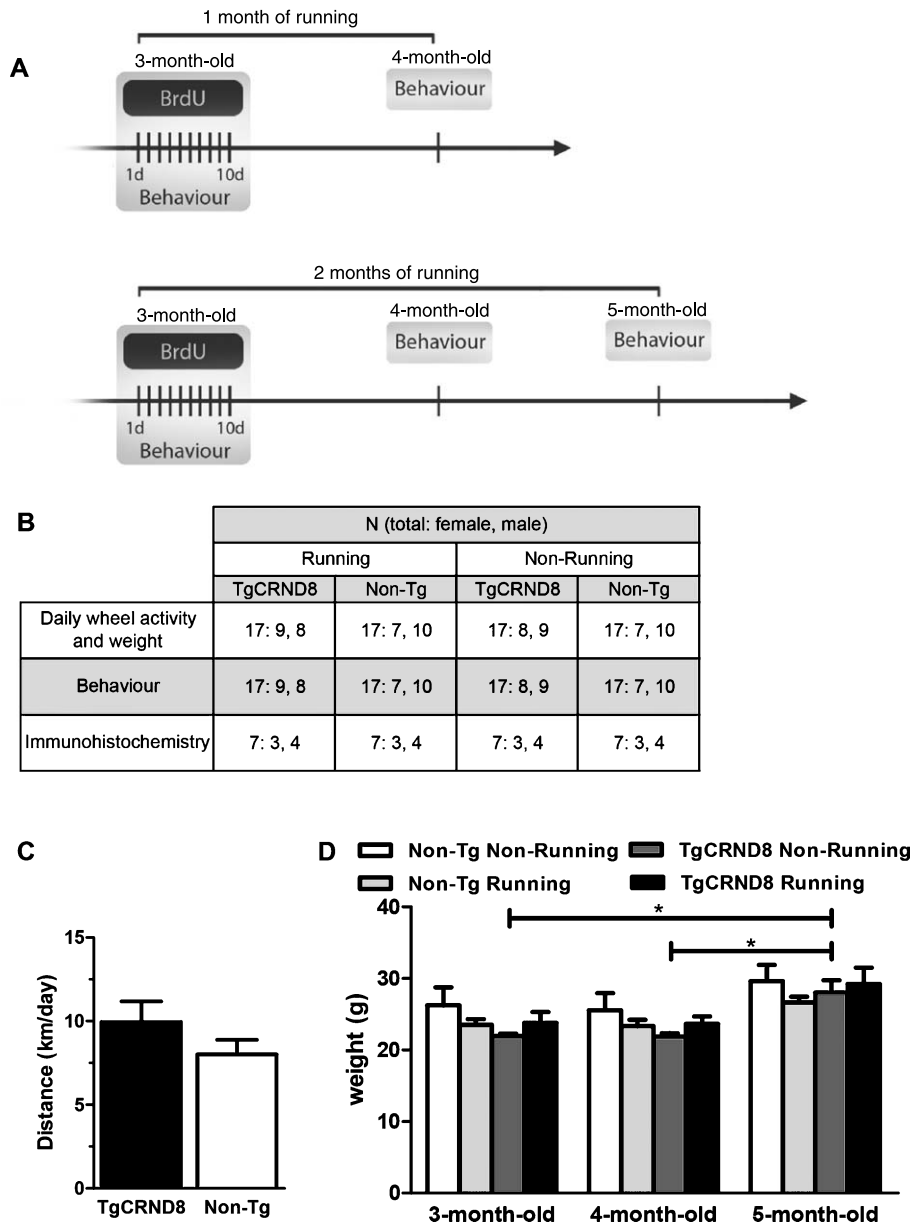 A
1 month of running
3-month-old
4-month-old
BrdU
Behaviour
1d 10d
Behaviour
2 months of running
3-month-old
4-month-old
5-month-old
BrdU
Behaviour
Behaviour
1d 10d
Behaviour
B
N (total: female, male)
Running Non-Running
TgCRND8 Non-Tg TgCRND8 Non-Tg
Daily wheel activity
and weight
17: 9, 8 17: 7, 10 17: 8, 9 17: 7, 10
Behaviour 17: 9, 8 17: 7, 10 17: 8, 9 17: 7, 10
Immunohistochemistry 7: 3, 4 7: 3, 4 7: 3, 4 7: 3, 4
C
Distance (km/day)
15
10
5
0
TgCRND8 Non-Tg
D
Non-Tg Non-Running TgCRND8 Non-Running
Non-Tg Running TgCRND8 Running
weight (g)
40
30
20
10
0
*
*
3-month-old 4-month-old 5-month-old